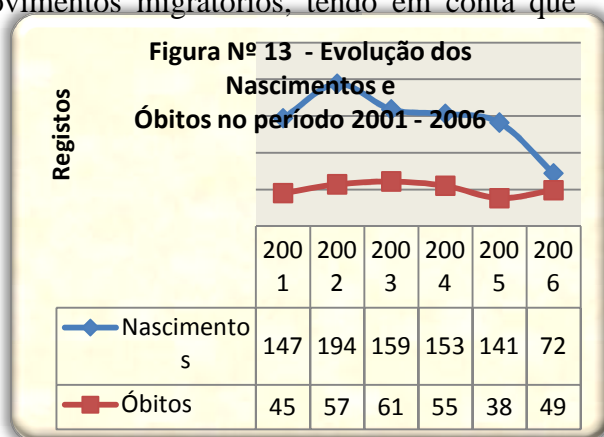 ovimentos migratórios, tendo em conta que
Figura Nº 13 - Evolução dos
Nascimentos e
Óbitos no período 2001 - 2006
Registos
200 200 200 200 200 200
1 2 3 4 5 6
Nascimento
s
147 194 159 153 141 72
Óbitos 45 57 61 55 38 49